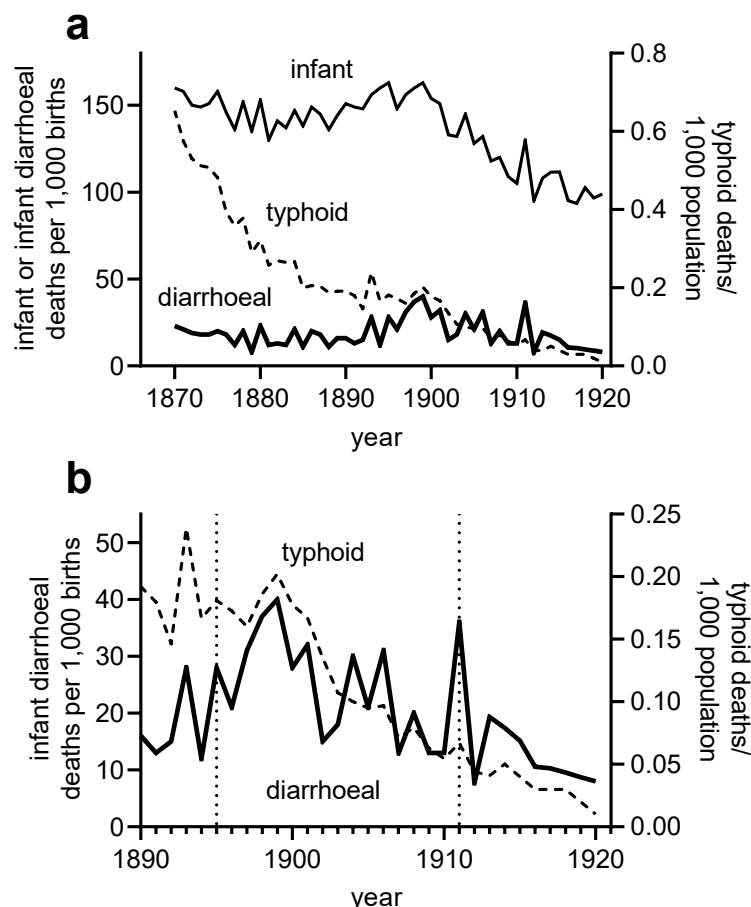 a
infant or infant diarrhoeal
deaths per 1,000 births
150
100
50
0
infant
typhoid
diarrhoeal
0.8
0.6
0.4
0.2
0.0
typhoid deaths/
1,000 population
1870 1880 1890 1900 1910 1920
year
b
infant diarrhoeal
deaths per 1,000 births
50
40
30
20
10
0
typhoid
diarrhoeal
0.25
0.20
0.15
0.10
0.05
0.00
typhoid deaths/
1,000 population
1890 1900 1910 1920
year